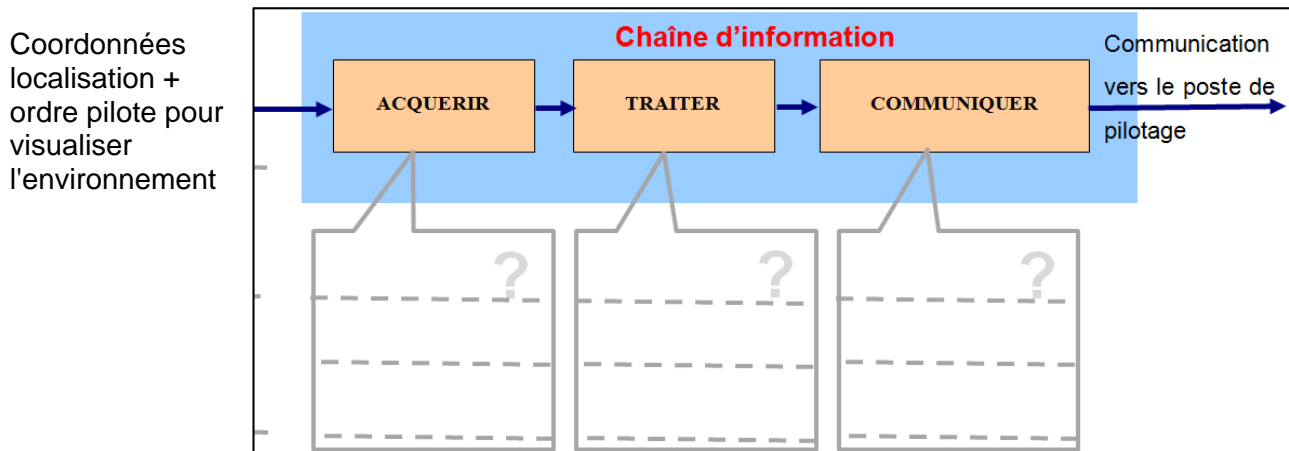 Coordonnées
localisation +
ordre pilote pour
visualiser
l'environnement
Chaîne d'information
ACQUERIR
TRAITER
COMMUNIQUER
Communication
vers le poste de
pilotage
?
?
?